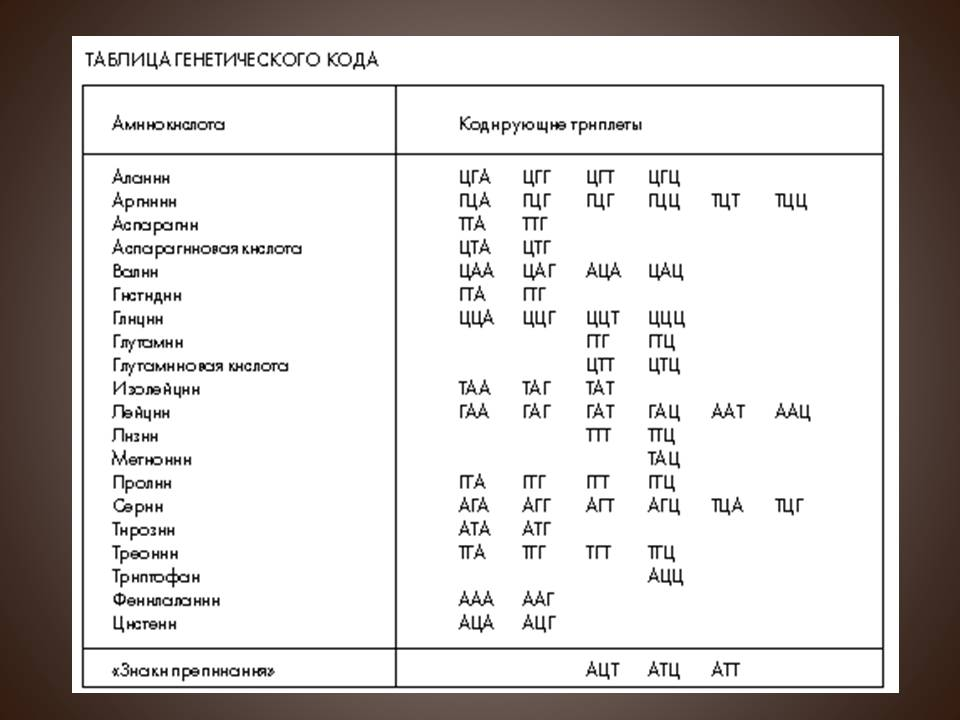 ТАБЛИЦА ГЕНЕТИЧЕСКОГО КОДА
Аминокислота Кодирующие триплеты
Аланин ЦГА ЦГГ ЦГТ ЦГЦ
Аргинин ГЦА ГЦГ ГЦГ ГЦЦ ТЦТ ТЦЦ
Аспарагин ТТА ТТГ
Аспарагиновая кислота ЦТА ЦТГ
Валин ЦАА ЦАГ АЦА ЦАЦ
Гистидин ГТА ГТГ
Глицин ЦЦА ЦЦГ ЦЦТ ЦЦЦ
Глутамин ГТГ ГТЦ
Глутаминовая кислота ЦТТ ЦТЦ
Изолейцин ТАА ТАГ ТАТ
Лейцин ГАА ГАГ ГАТ ГАЦ ААТ ААЦ
Лизин ТТТ ТТЦ
Метионин ТАЦ
Пролин ГГА ГГГ ГГТ ГГЦ
Серин АГА АГГ АГТ АГЦ ТЦА ТЦГ
Тирозин АТА АТГ
Треонин ТГА ТГГ ТГТ ТГЦ
Триптофан АЦЦ
Фенилаланин ААА ААГ
Цистеин АЦА АЦГ
«Знаки препинания» АЦТ АТЦ АТТ